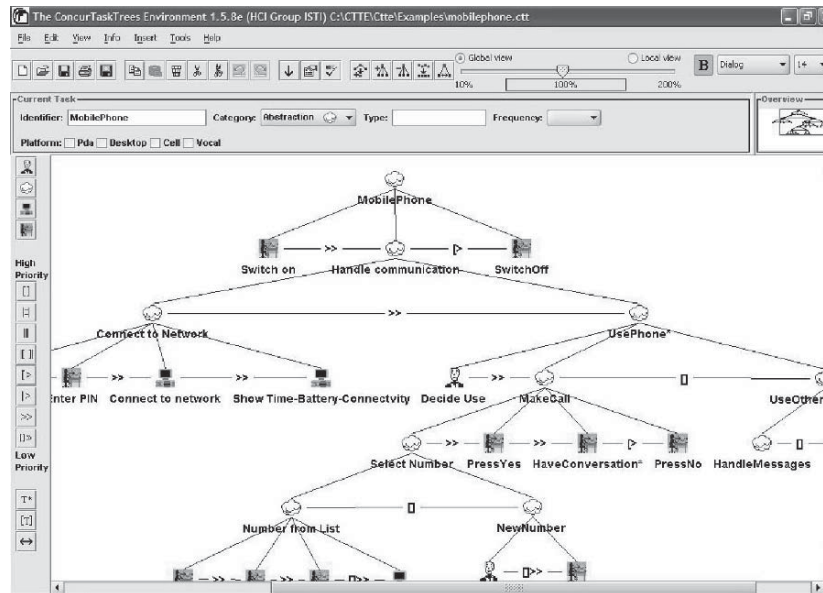 The ConcurTaskTrees Environment 1.5.8e (HCI Group ISTI) C:\CTTE\Ctte\Examples\mobilephone.ctt
File Edit View Info Insert Tools Help
Global view Local view
B Dialog 14
10% 100% 200%
Current Task
Overview
Identifier: MobilePhone Category: Abstraction Type: Frequency:
Platform: Pda Desktop Cell Vocal
MobilePhone
>> [>
Switch on Handle communication SwitchOff
High
Priority
[]
>>
Connect to Network UsePhone*
|||
[ ]|
[>
>> >> >> []
Enter PIN Connect to network Show Time-Battery-Connectvity Decide Use MakeCall UseOther
|>
>>
>> >> [> []
[]>>
Low
Priority
Select Number PressYes HaveConversation* PressNo HandleMessages
T*
[]
[T]
Number from List NewNumber
>> >> []>> []>>